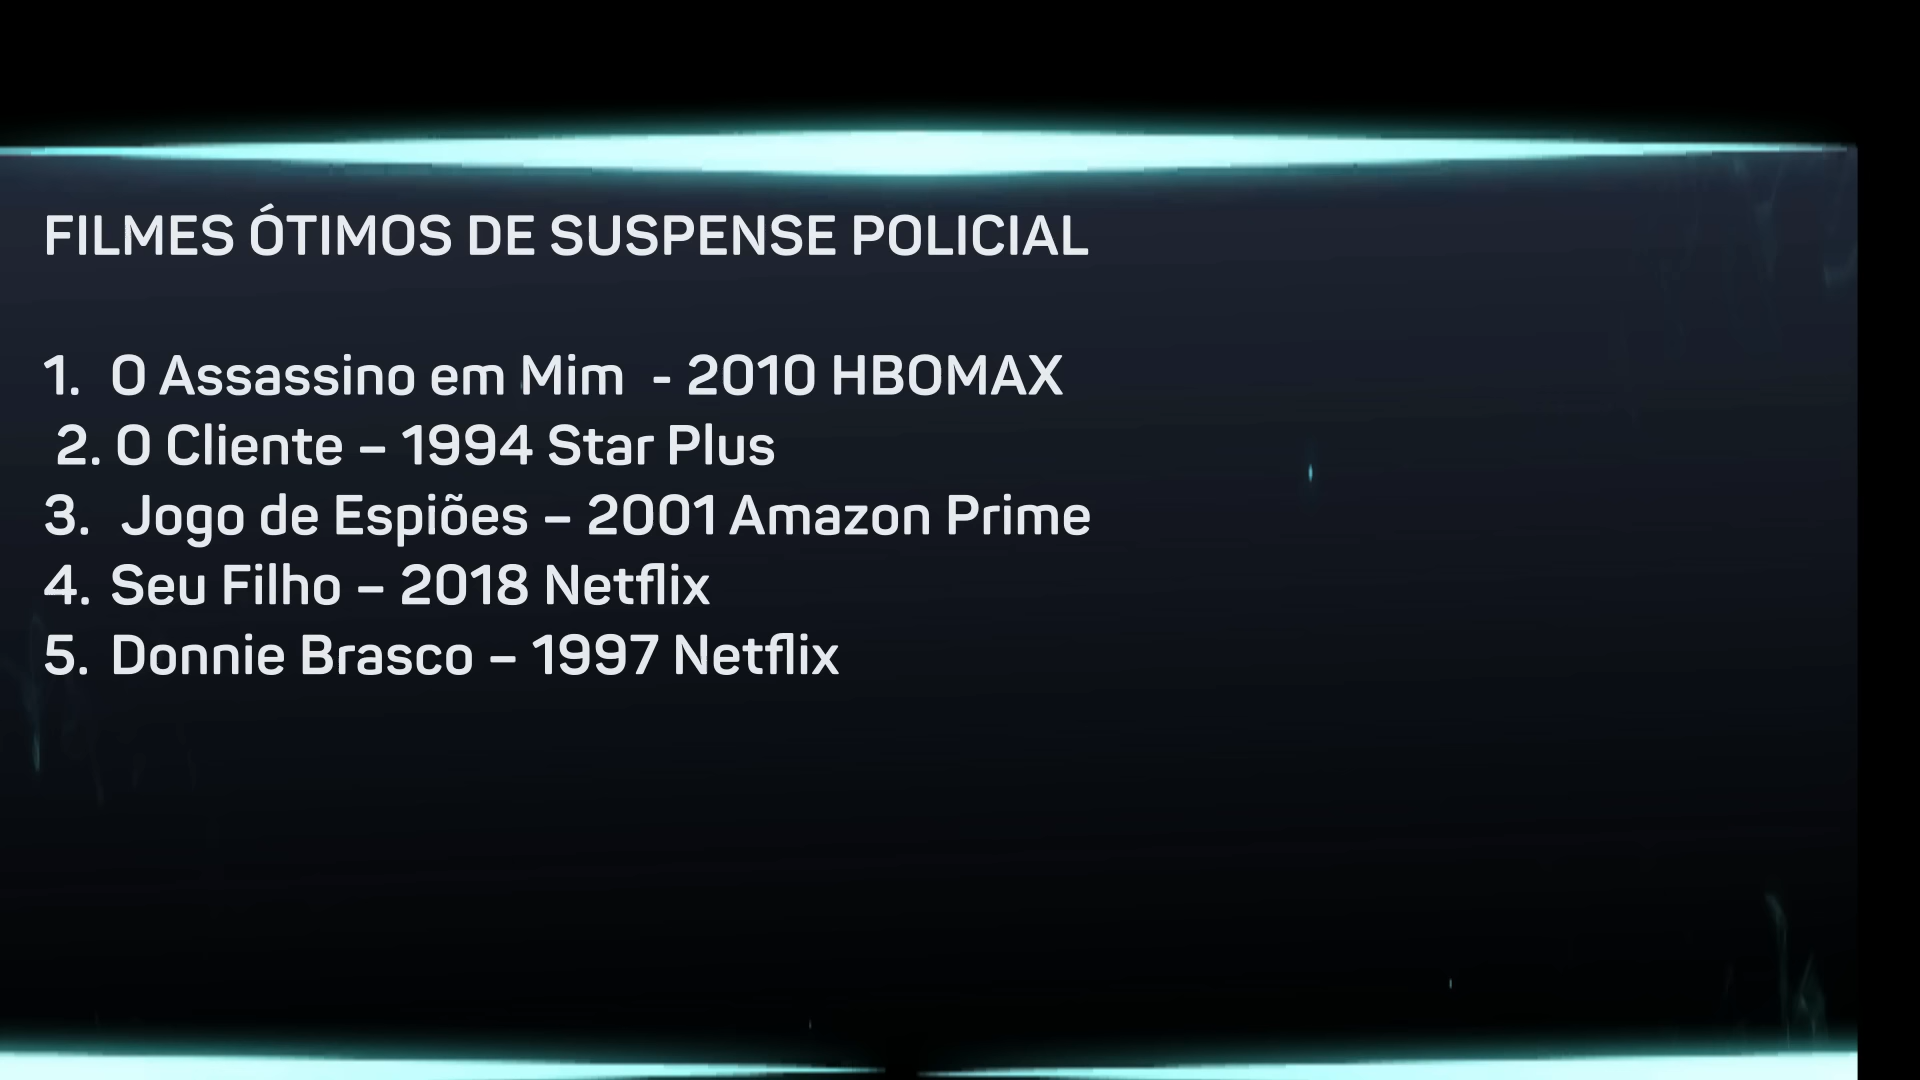 FILMES ÓTIMOS DE SUSPENSE POLICIAL
1. O Assassino em Mim - 2010 HBOMAX
2. O Cliente – 1994 Star Plus
3. Jogo de Espiões – 2001 Amazon Prime
4. Seu Filho – 2018 Netflix
5. Donnie Brasco – 1997 Netflix